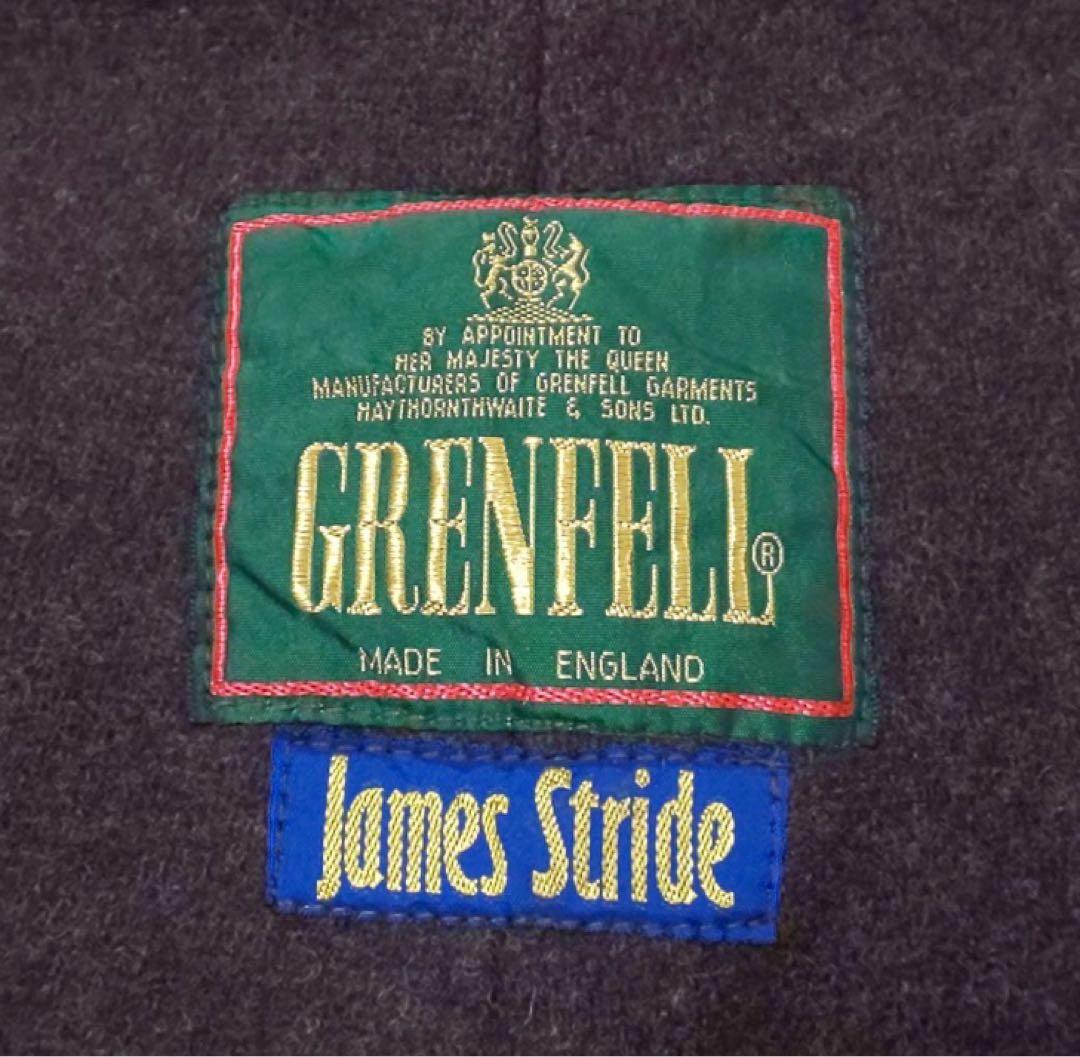 BY APPOINTMENT TO
HER MAJESTY THE QUEEN
MANUFACTURERS OF GRENFELL GARMENTS
HAYTHORNTHWAITE & SONS LTD.
GRENFELL®
MADE IN ENGLAND
James Stride